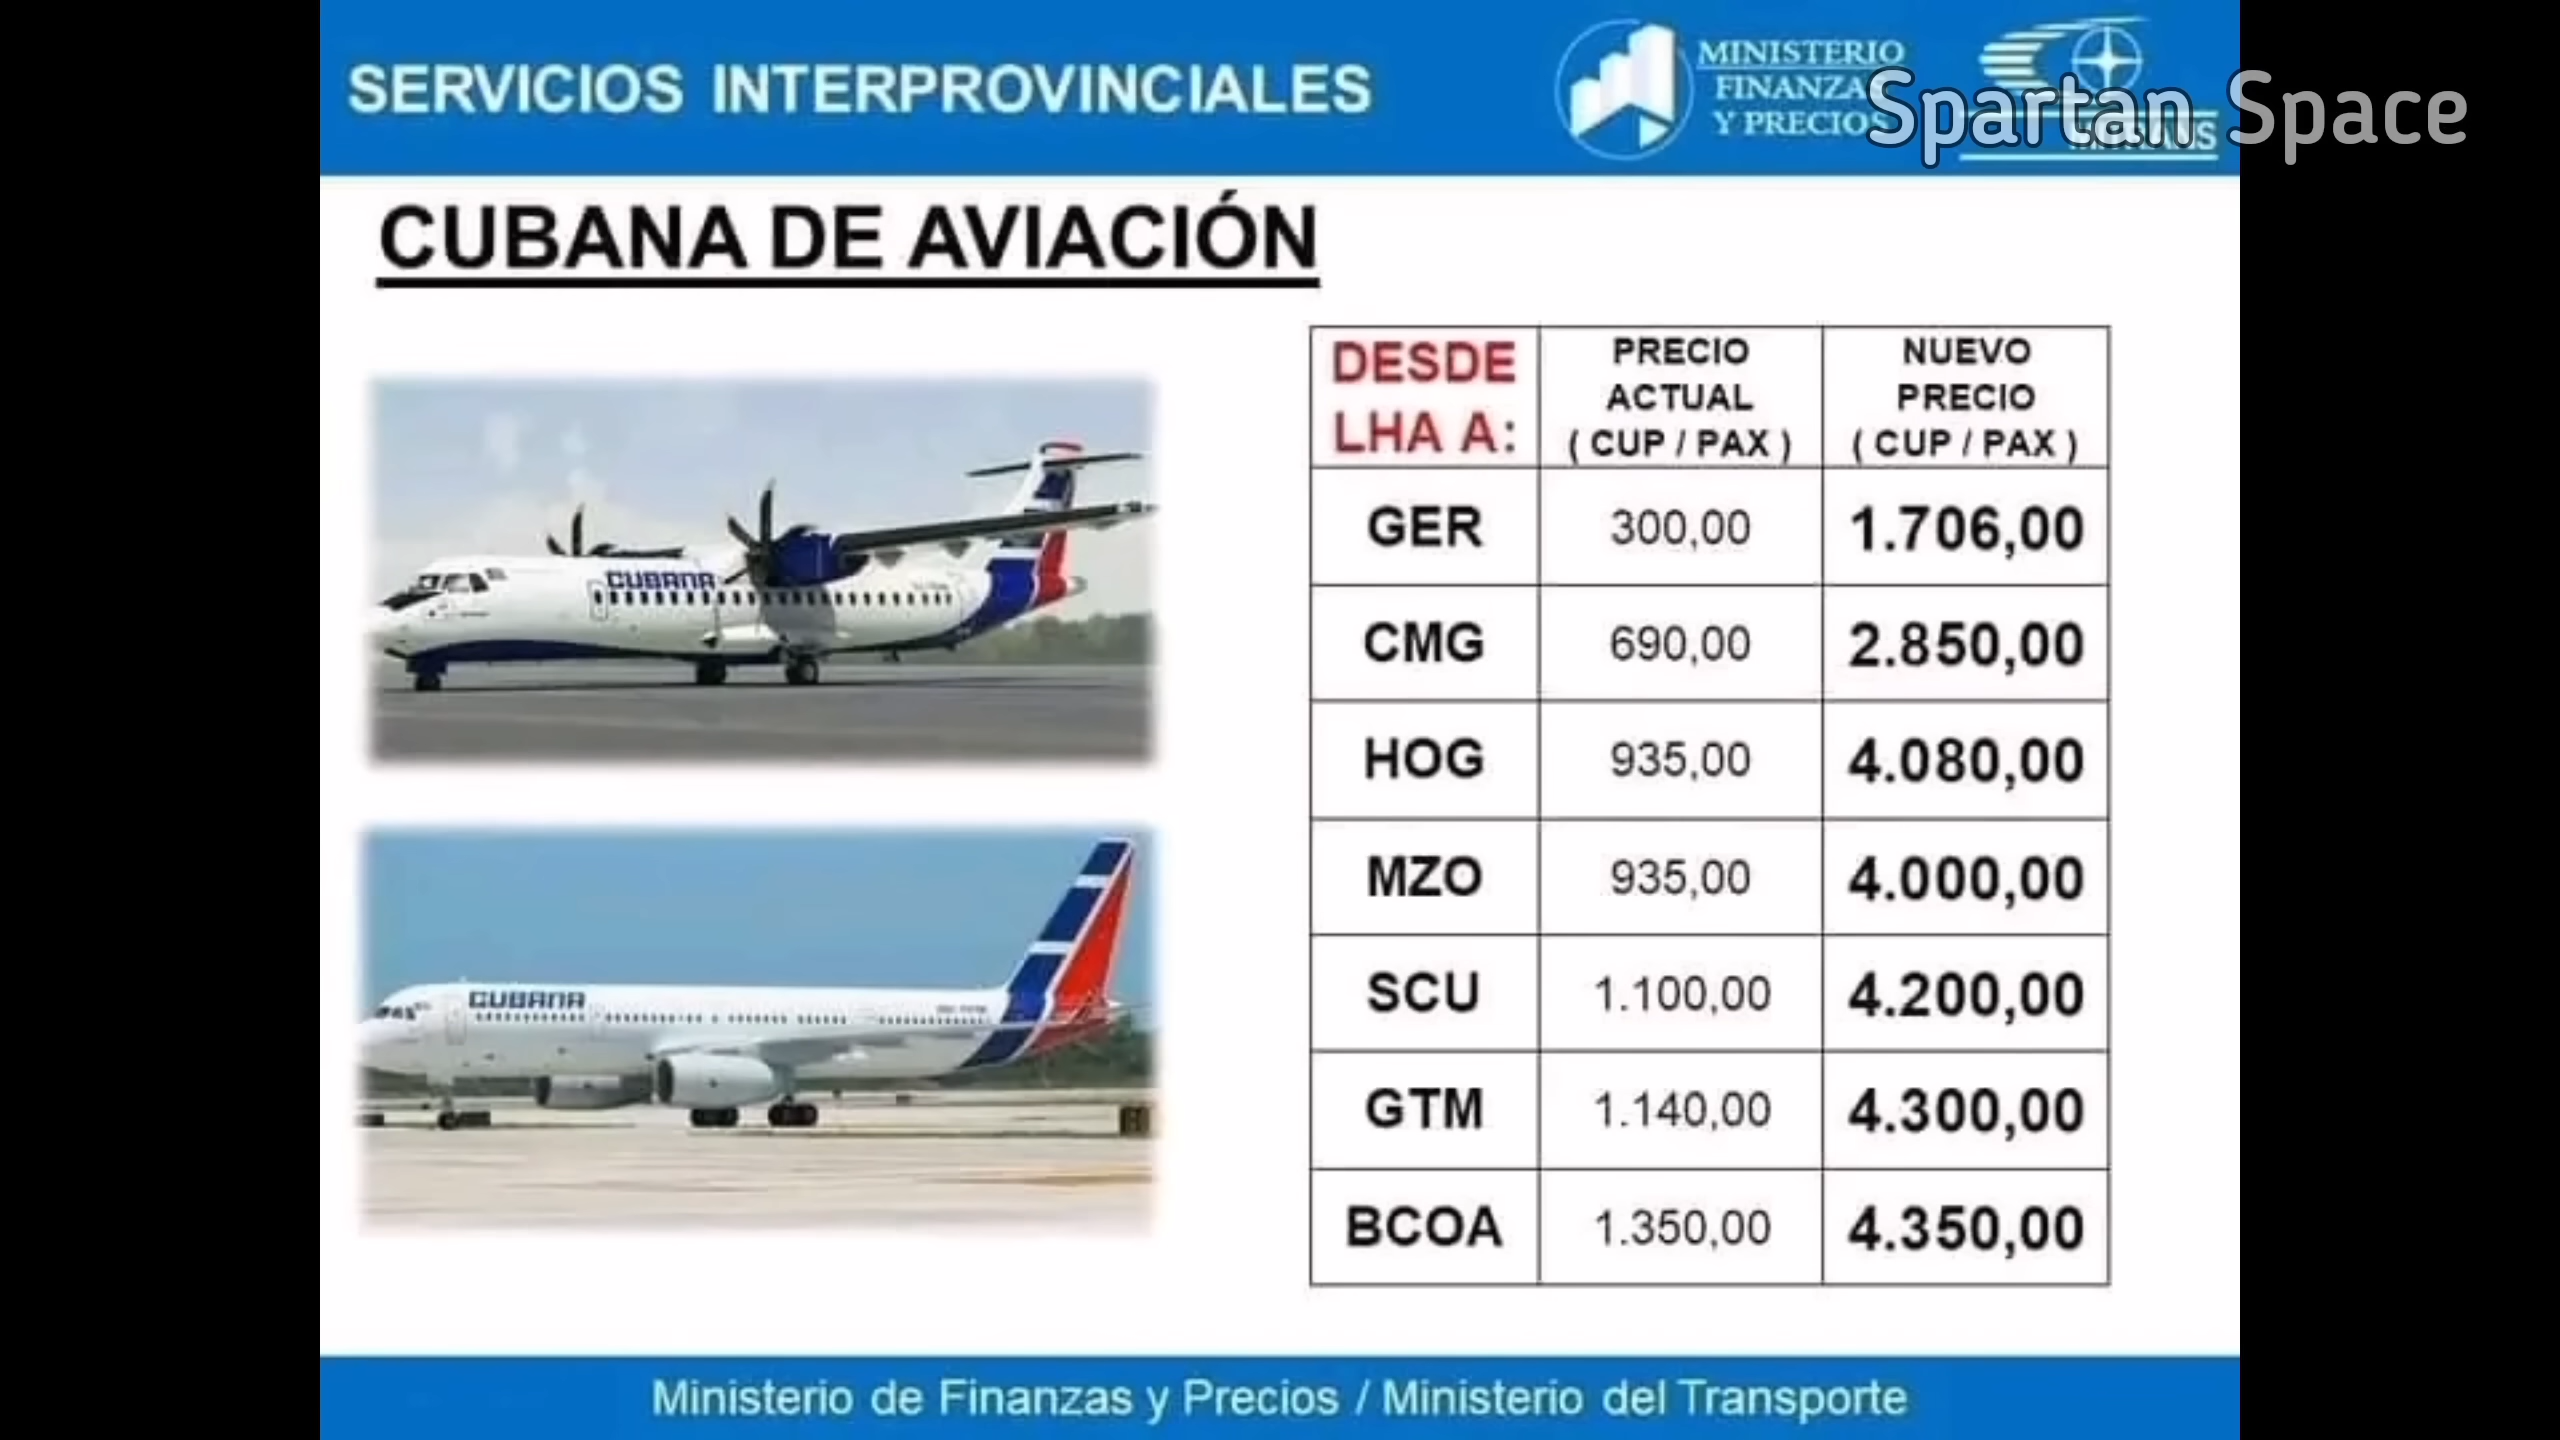 SERVICIOS INTERPROVINCIALES
MINISTERIO
FINANZAS
Y PRECIOS
Spartan Space
CUBANA DE AVIACIÓN
CUBANA
CUBANA
DESDE LHA A: PRECIO ACTUAL ( CUP / PAX ) NUEVO PRECIO ( CUP / PAX )
GER 300,00 1.706,00
CMG 690,00 2.850,00
HOG 935,00 4.080,00
MZO 935,00 4.000,00
SCU 1.100,00 4.200,00
GTM 1.140,00 4.300,00
BCOA 1.350,00 4.350,00
Ministerio de Finanzas y Precios / Ministerio del Transporte